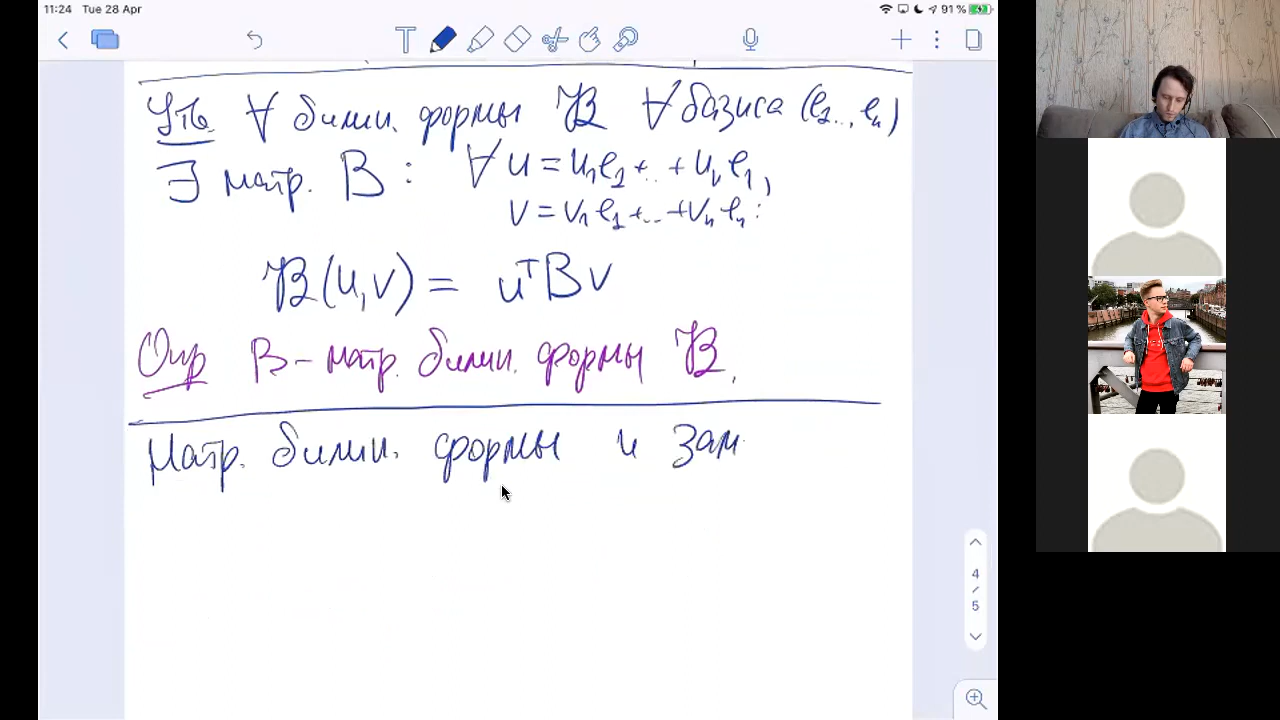 11:24 Tue 28 Apr 91 %
Утв ∀ билин. формы ℬ ∀ базиса (e₁,..,eₙ)
∃ матр. B : ∀ u = u₁e₁+..+uₙeₙ,
v = v₁e₁+..+vₙeₙ :
ℬ(u,v) = uᵀBv
Опр B – матр. билин. формы ℬ.
Матр. билин. формы и зам
4
/
5